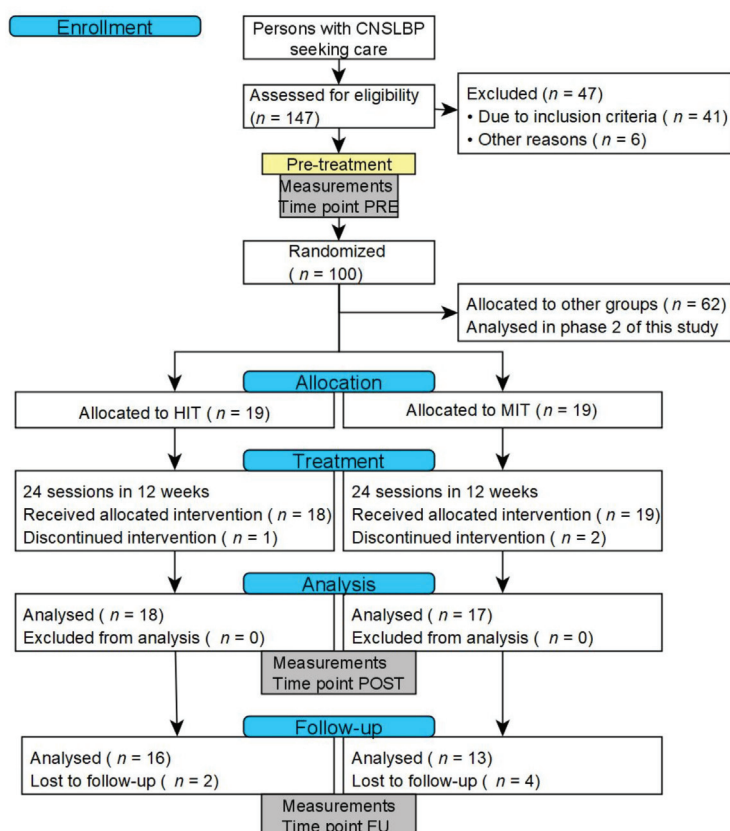 Enrollment
Persons with CNSLBP
seeking care
Assessed for eligibility
(n = 147)
Excluded (n = 47)
• Due to inclusion criteria ( n = 41)
• Other reasons ( n = 6)
Pre-treatment
Measurements
Time point PRE
Randomized
( n = 100)
Allocated to other groups ( n = 62)
Analysed in phase 2 of this study
Allocation
Allocated to HIT ( n = 19)
Allocated to MIT ( n = 19)
Treatment
24 sessions in 12 weeks
Received allocated intervention ( n = 18)
Discontinued intervention ( n = 1)
24 sessions in 12 weeks
Received allocated intervention ( n = 19)
Discontinued intervention ( n = 2)
Analysis
Analysed ( n = 18)
Excluded from analysis ( n = 0)
Analysed ( n = 17)
Excluded from analysis ( n = 0)
Measurements
Time point POST
Follow-up
Analysed ( n = 16)
Lost to follow-up ( n = 2)
Analysed ( n = 13)
Lost to follow-up ( n = 4)
Measurements
Time point FU